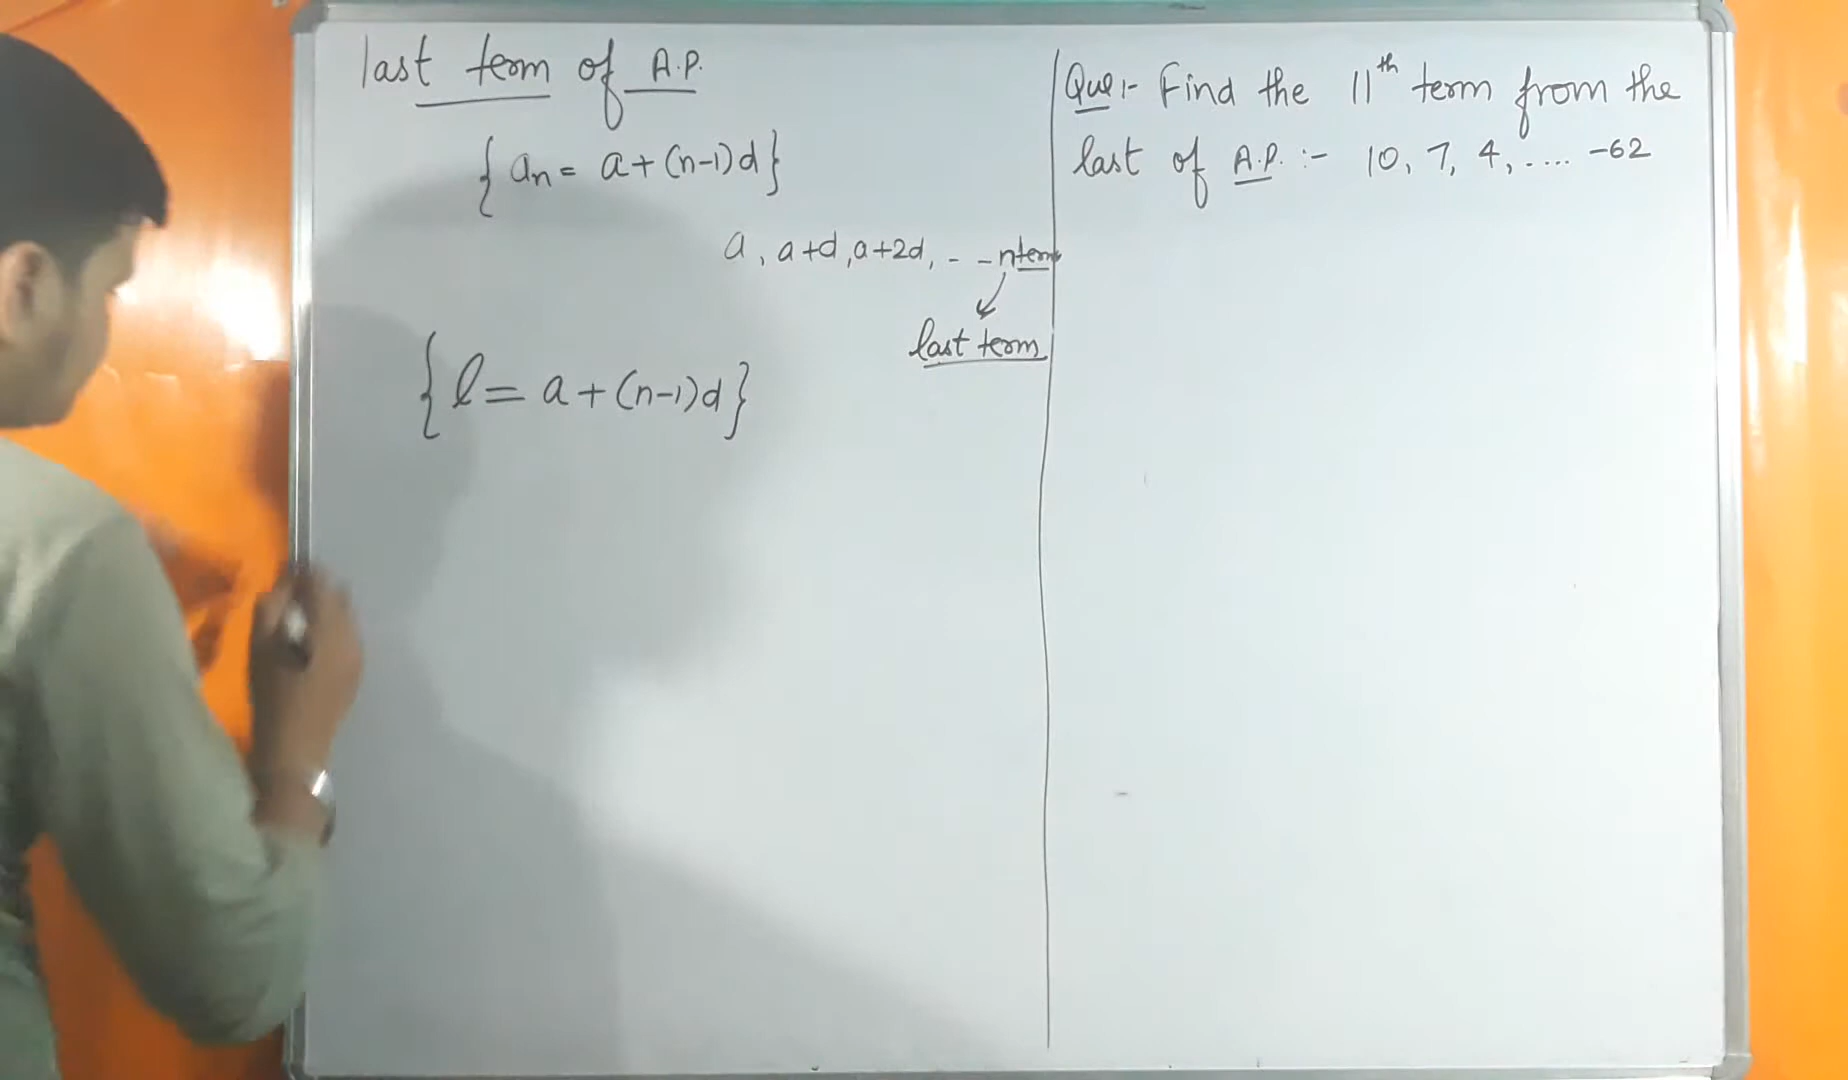 last term of A.P.
{an = a + (n-1)d}
a, a+d, a+2d, - - nterm
last term
{l = a + (n-1)d}
Que:- Find the 11th term from the
last of A.P. :- 10, 7, 4, .... -62